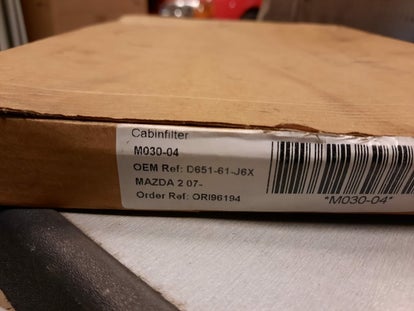 Cabinfilter
M030-04
OEM Ref: D651-61-J6X
MAZDA 2 07-
Order Ref: ORI96194
"M030-04"